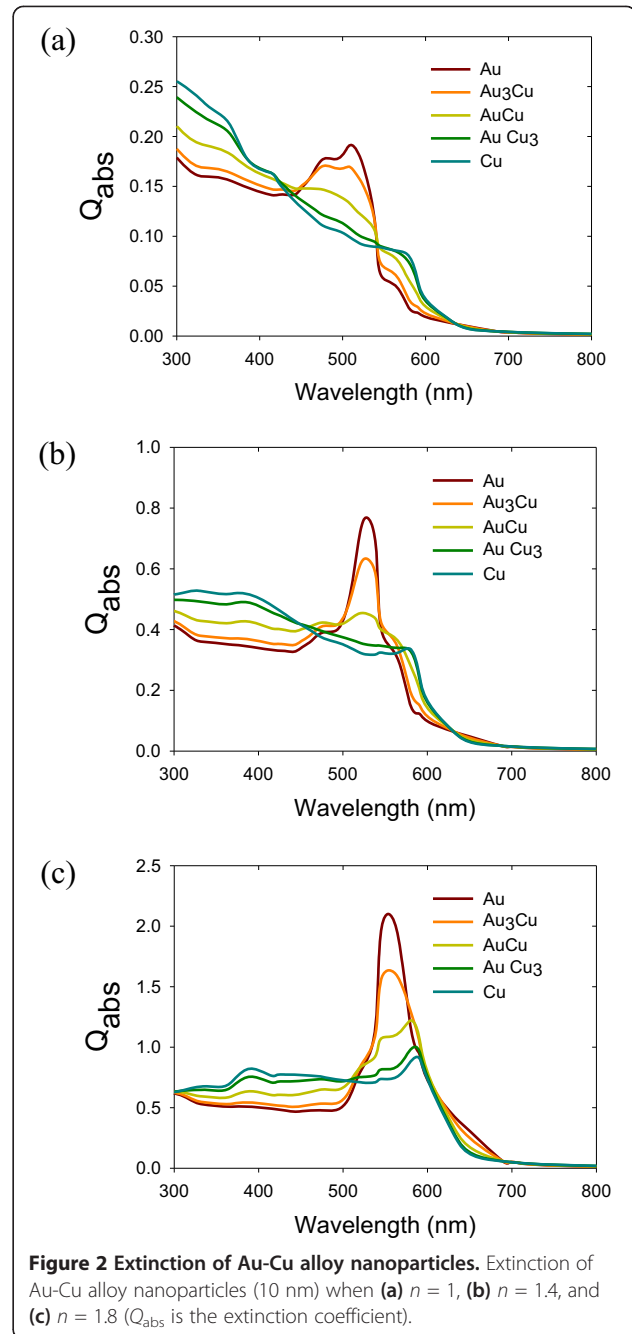 (a)
0.30
0.25
0.20
0.15
0.10
0.05
0.00
Qabs
Au
Au3Cu
AuCu
Au Cu3
Cu
300 400 500 600 700 800
Wavelength (nm)
(b)
1.0
0.8
0.6
0.4
0.2
0.0
Qabs
Au
Au3Cu
AuCu
Au Cu3
Cu
300 400 500 600 700 800
Wavelength (nm)
(c)
2.5
2.0
1.5
1.0
0.5
0.0
Qabs
Au
Au3Cu
AuCu
Au Cu3
Cu
300 400 500 600 700 800
Wavelength (nm)
Figure 2 Extinction of Au-Cu alloy nanoparticles. Extinction of
Au-Cu alloy nanoparticles (10 nm) when (a) n = 1, (b) n = 1.4, and
(c) n = 1.8 (Qabs is the extinction coefficient).